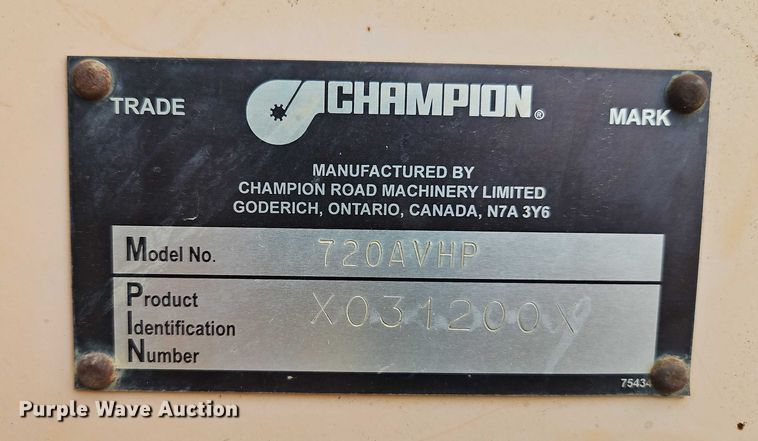 TRADE CHAMPION® MARK
MANUFACTURED BY
CHAMPION ROAD MACHINERY LIMITED
GODERICH, ONTARIO, CANADA, N7A 3Y6
Model No. 720AVHP
Product
Identification X031200X
Number
75434
Purple Wave Auction